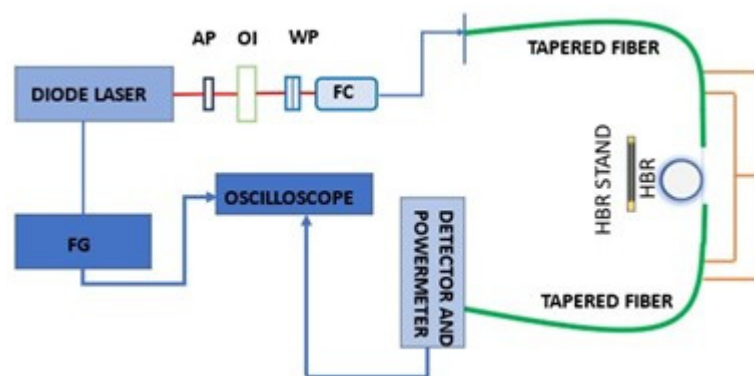 AP OI WP
TAPERED FIBER
DIODE LASER
FC
HBR STAND
HBR
OSCILLOSCOPE
DETECTOR AND
POWERMETER
FG
TAPERED FIBER